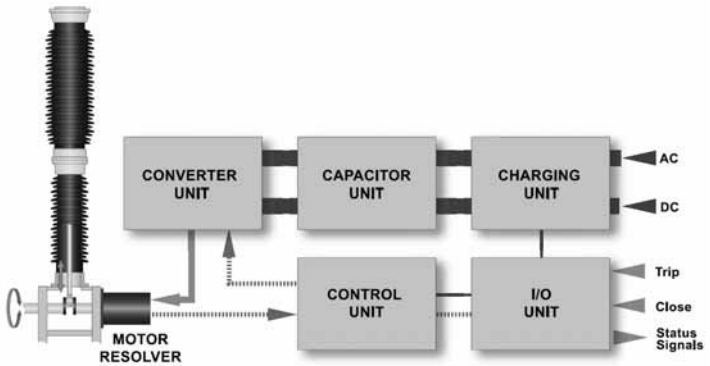 CONVERTER
UNIT
CAPACITOR
UNIT
CHARGING
UNIT
AC
DC
CONTROL
UNIT
I/O
UNIT
Trip
Close
Status
Signals
MOTOR
RESOLVER